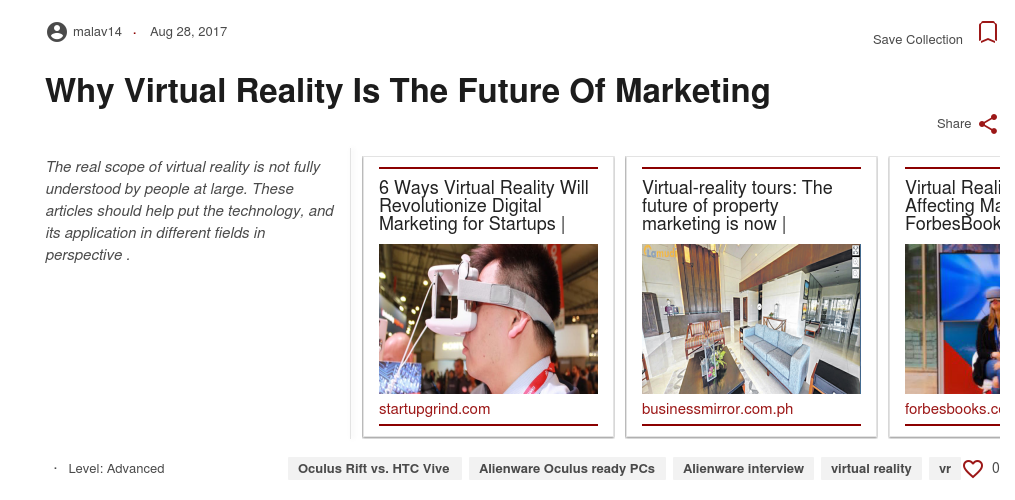 malav14 · Aug 28, 2017
Save Collection
Why Virtual Reality Is The Future Of Marketing
Share
The real scope of virtual reality is not fully
understood by people at large. These
articles should help put the technology, and
its application in different fields in
perspective .
6 Ways Virtual Reality Will
Revolutionize Digital
Marketing for Startups |
startupgrind.com
Virtual-reality tours: The
future of property
marketing is now |
businessmirror.com.ph
Virtual Reali
Affecting Ma
ForbesBook
forbesbooks.co
· Level: Advanced
Oculus Rift vs. HTC Vive
Alienware Oculus ready PCs
Alienware interview
virtual reality
vr
0